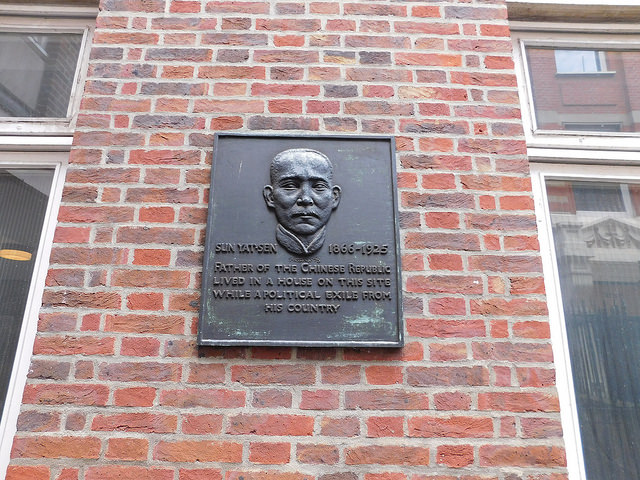 SUN YAT-SEN 1866-1925
FATHER OF THE CHINESE REPUBLIC
LIVED IN A HOUSE ON THIS SITE
WHILE A POLITICAL EXILE FROM
HIS COUNTRY